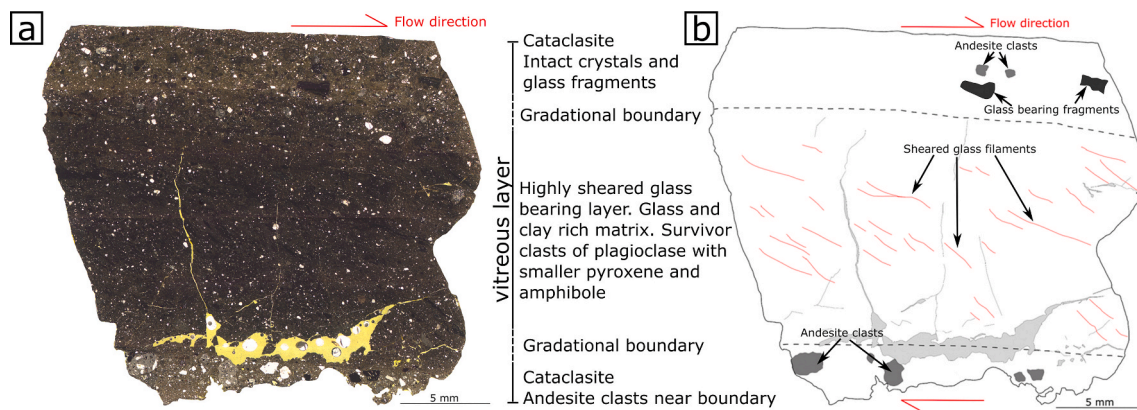 a
Flow direction
Cataclasite
Intact crystals and
glass fragments
Gradational boundary
vitreous layer
Highly sheared glass
bearing layer. Glass and
clay rich matrix. Survivor
clasts of plagioclase with
smaller pyroxene and
amphibole
Gradational boundary
Cataclasite
Andesite clasts near boundary
5 mm
b
Flow direction
Andesite clasts
Glass bearing fragments
Sheared glass filaments
Andesite clasts
5 mm